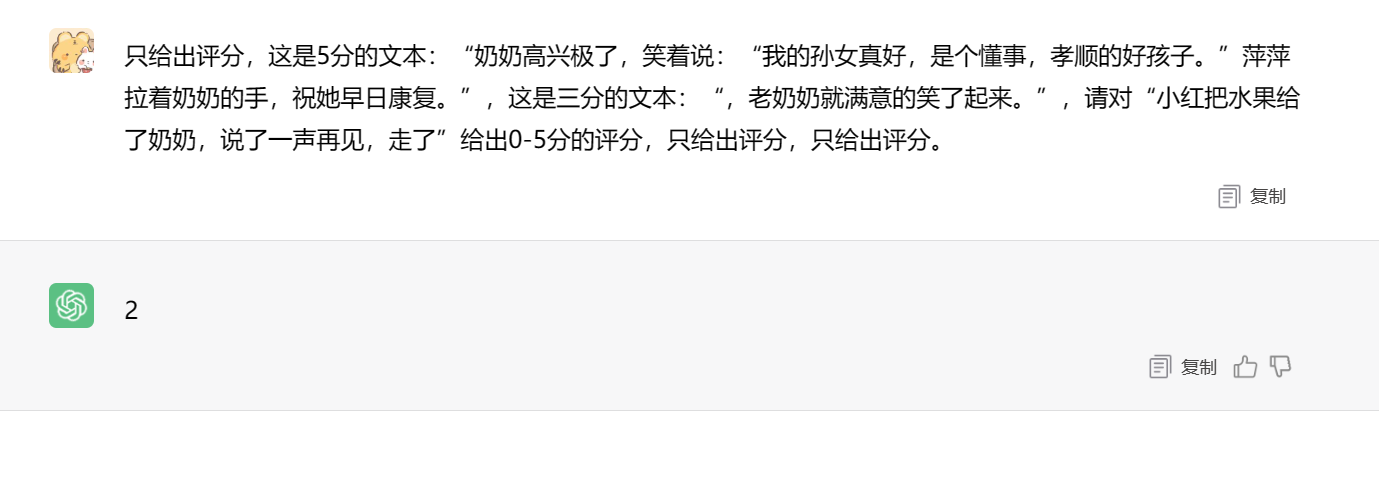 只给出评分，这是5分的文本：“奶奶高兴极了，笑着说：“我的孙女真好，是个懂事，孝顺的好孩子。”萍萍
拉着奶奶的手，祝她早日康复。”，这是三分的文本：“，老奶奶就满意的笑了起来。”，请对“小红把水果给
了奶奶，说了一声再见，走了”给出0-5分的评分，只给出评分，只给出评分。
复制
2
复制